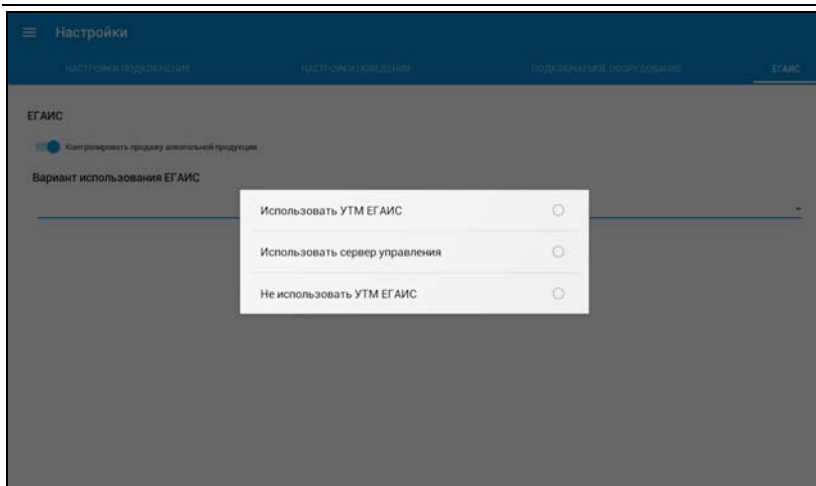 Настройки
НАСТРОЙКИ ПОДКЛЮЧЕНИЯ
НАСТРОЙКИ ПОВЕДЕНИЯ
ПОДКЛЮЧАЕМОЕ ОБОРУДОВАНИЕ
ЕГАИС
ЕГАИС
Контролировать продажу алкогольной продукции
Вариант использования ЕГАИС
Использовать УТМ ЕГАИС
Использовать сервер управления
Не использовать УТМ ЕГАИС